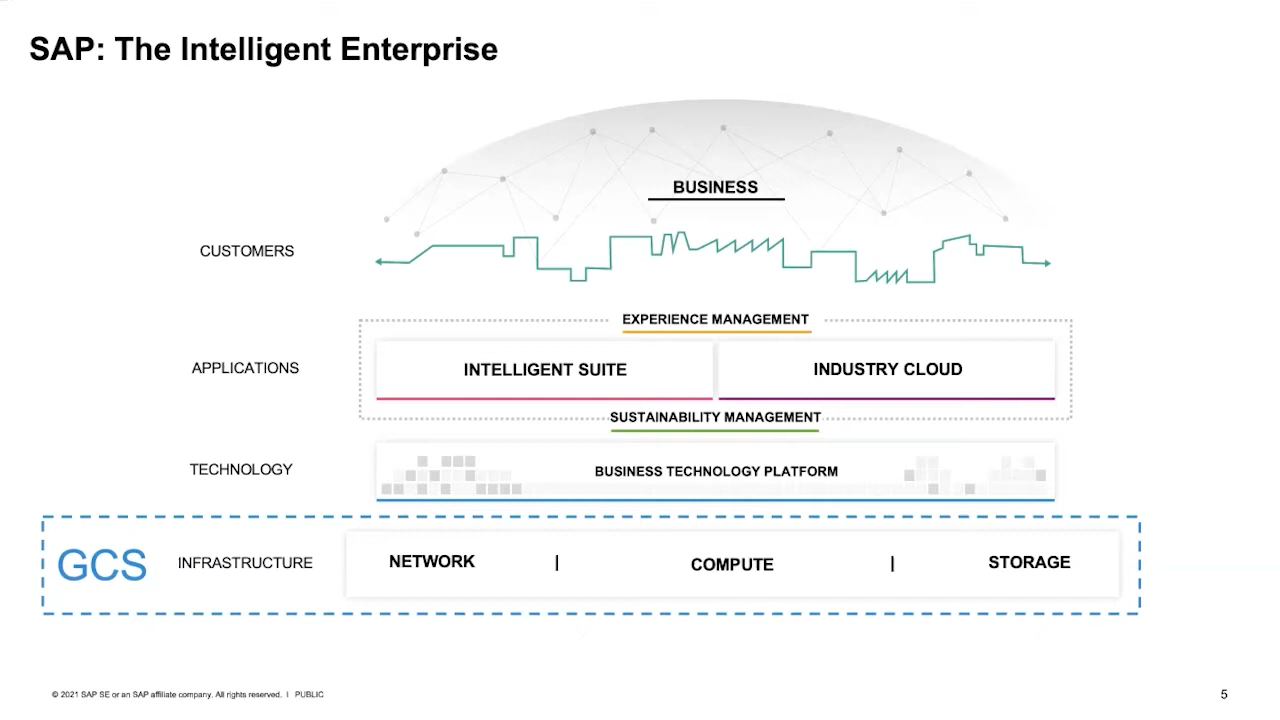 SAP: The Intelligent Enterprise
BUSINESS
CUSTOMERS
EXPERIENCE MANAGEMENT
APPLICATIONS
INTELLIGENT SUITE
INDUSTRY CLOUD
SUSTAINABILITY MANAGEMENT
TECHNOLOGY
BUSINESS TECHNOLOGY PLATFORM
GCS
INFRASTRUCTURE
NETWORK | COMPUTE | STORAGE
© 2021 SAP SE or an SAP affiliate company. All rights reserved. I PUBLIC
5